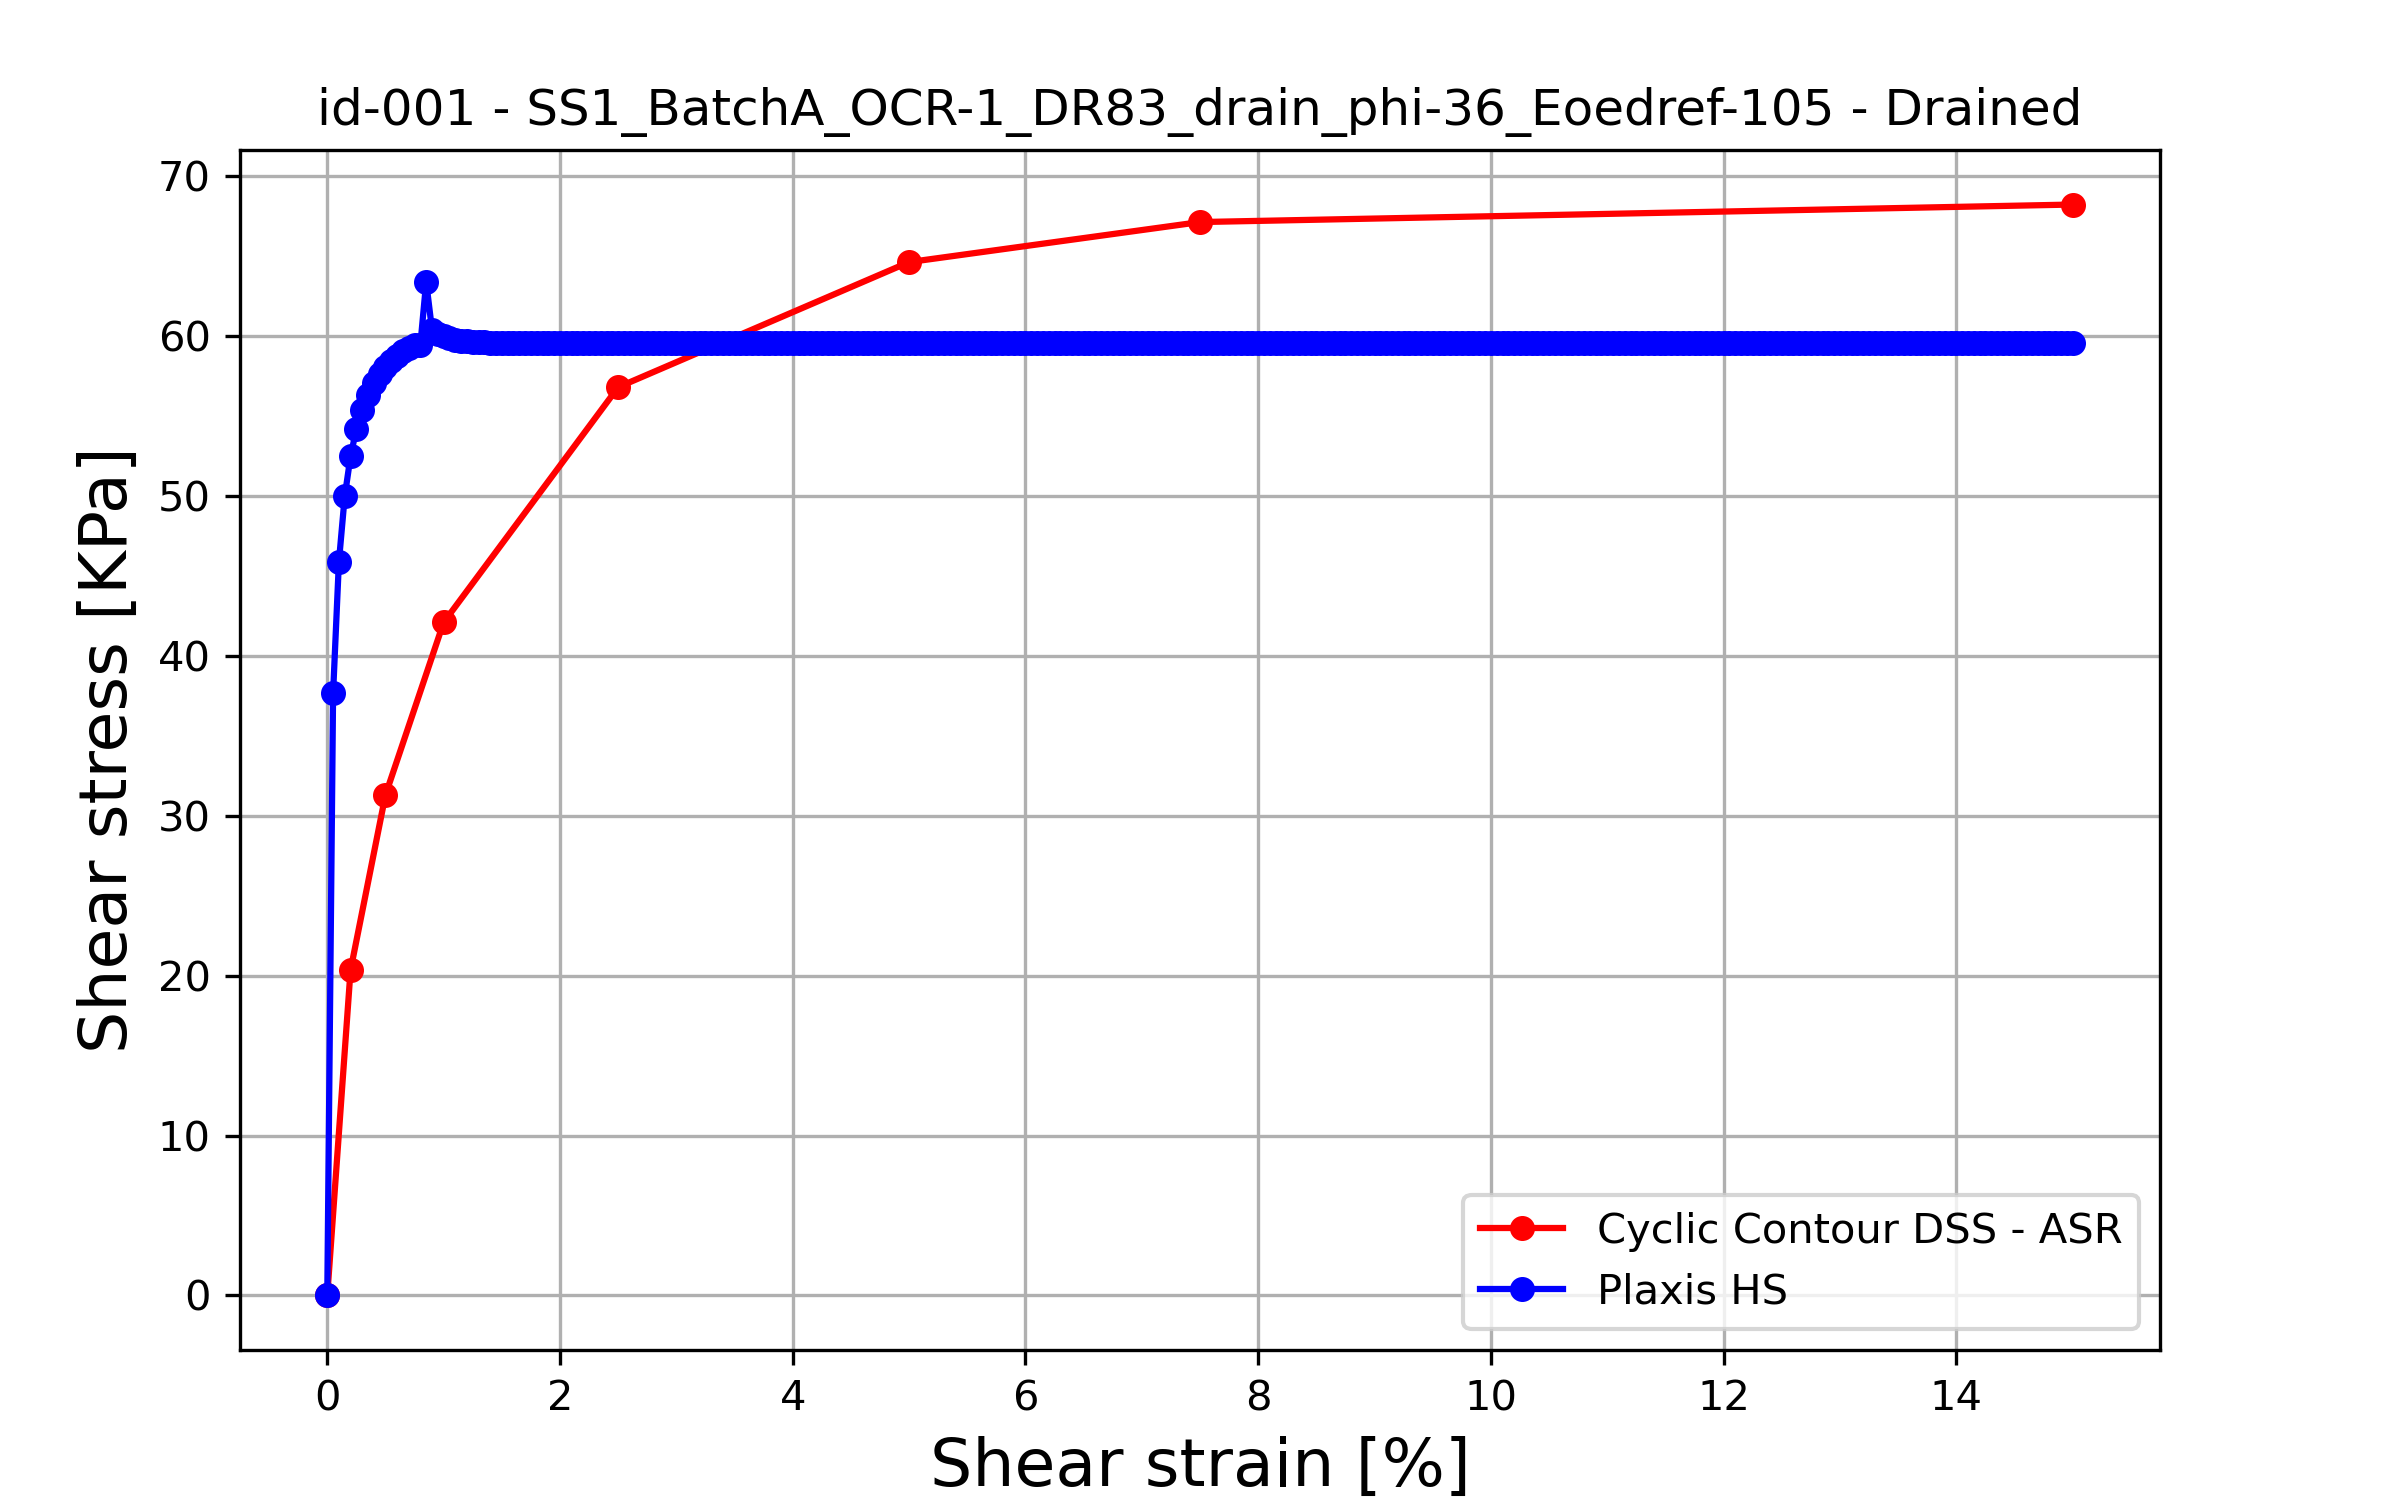 id-001 - SS1_BatchA_OCR-1_DR83_drain_phi-36_Eoedref-105 - Drained
Shear stress [KPa]
70
60
50
40
30
20
10
0
Cyclic Contour DSS - ASR
Plaxis HS
0 2 4 6 8 10 12 14
Shear strain [%]